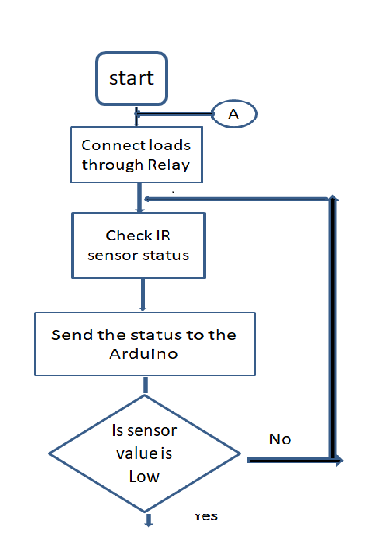 start
A
Connect loads
through Relay
Check IR
sensor status
Send the status to the
Arduino
Is sensor
value is
Low
No
Yes